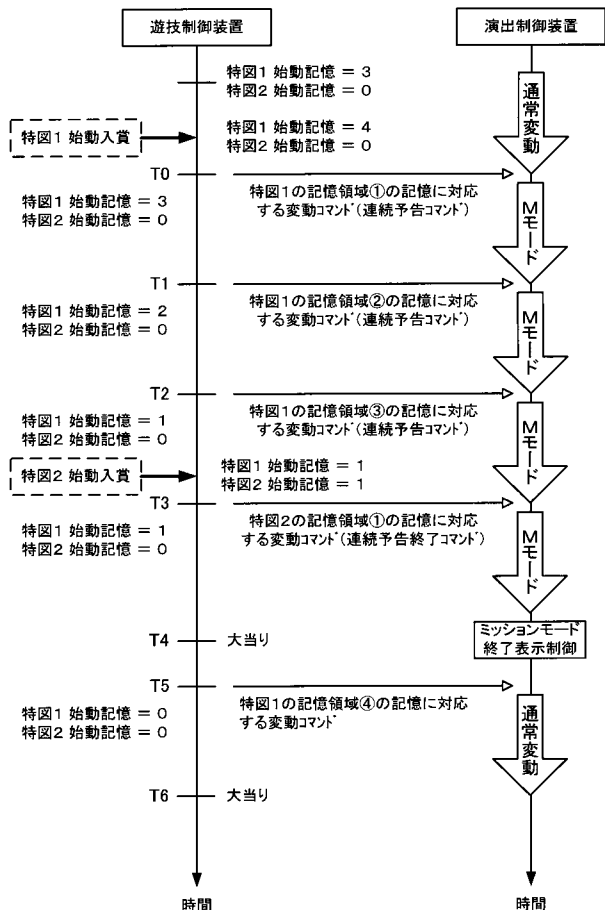 遊技制御装置
演出制御装置
特図1 始動記憶 = 3
特図2 始動記憶 = 0
通常変動
特図1 始動入賞
特図1 始動記憶 = 4
特図2 始動記憶 = 0
T0
特図1の記憶領域①の記憶に対応
する変動コマンド(連続予告コマンド)
特図1 始動記憶 = 3
特図2 始動記憶 = 0
Mモード
T1
特図1の記憶領域②の記憶に対応
する変動コマンド(連続予告コマンド)
特図1 始動記憶 = 2
特図2 始動記憶 = 0
Mモード
T2
特図1の記憶領域③の記憶に対応
する変動コマンド(連続予告コマンド)
特図1 始動記憶 = 1
特図2 始動記憶 = 0
Mモード
特図2 始動入賞
特図1 始動記憶 = 1
特図2 始動記憶 = 1
T3
特図2の記憶領域①の記憶に対応
する変動コマンド(連続予告終了コマンド)
特図1 始動記憶 = 1
特図2 始動記憶 = 0
Mモード
T4
大当り
ミッションモード
終了表示制御
T5
特図1の記憶領域④の記憶に対応
する変動コマンド
特図1 始動記憶 = 0
特図2 始動記憶 = 0
通常変動
T6
大当り
時間
時間